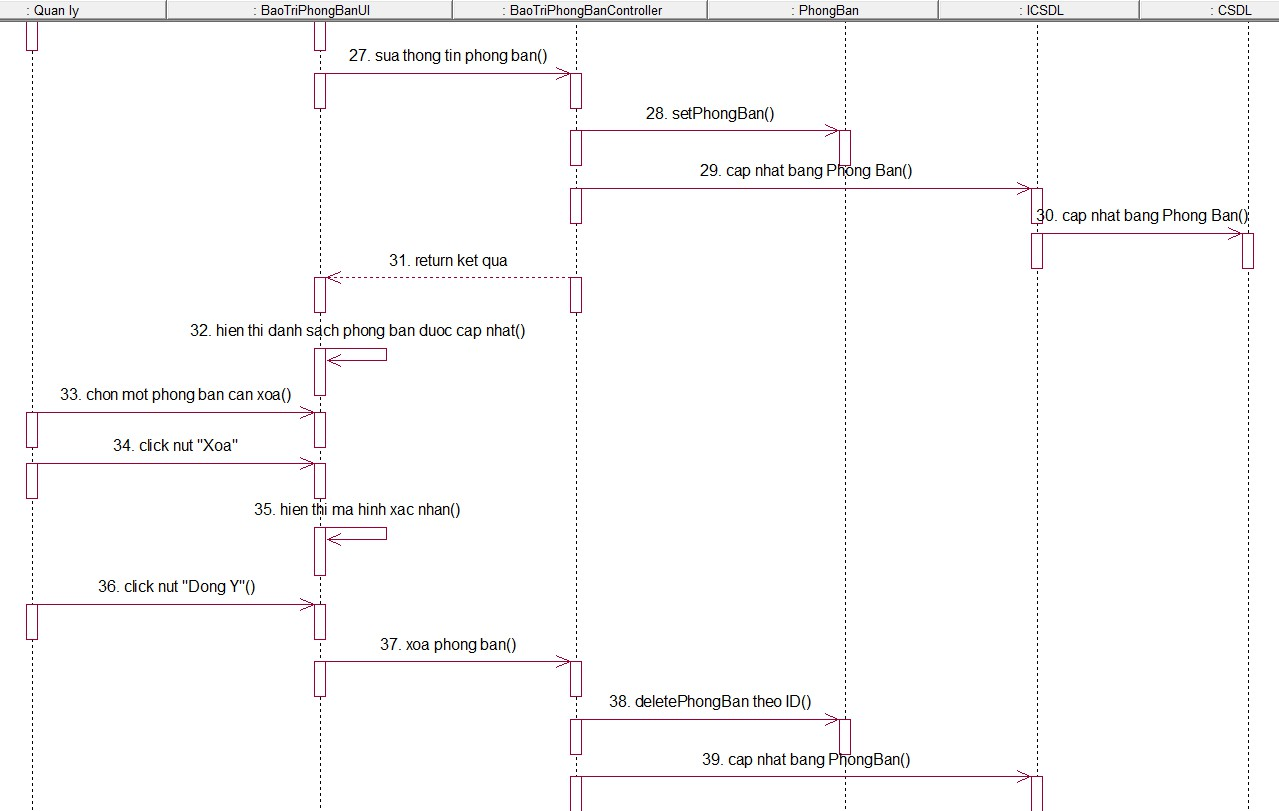 : Quan ly
: BaoTriPhongBanUI
: BaoTriPhongBanController
: PhongBan
: ICSDL
: CSDL
27. sua thong tin phong ban()
28. setPhongBan()
29. cap nhat bang Phong Ban()
30. cap nhat bang Phong Ban()
31. return ket qua
32. hien thi danh sach phong ban duoc cap nhat()
33. chon mot phong ban can xoa()
34. click nut "Xoa"
35. hien thi ma hinh xac nhan()
36. click nut "Dong Y"()
37. xoa phong ban()
38. deletePhongBan theo ID()
39. cap nhat bang PhongBan()